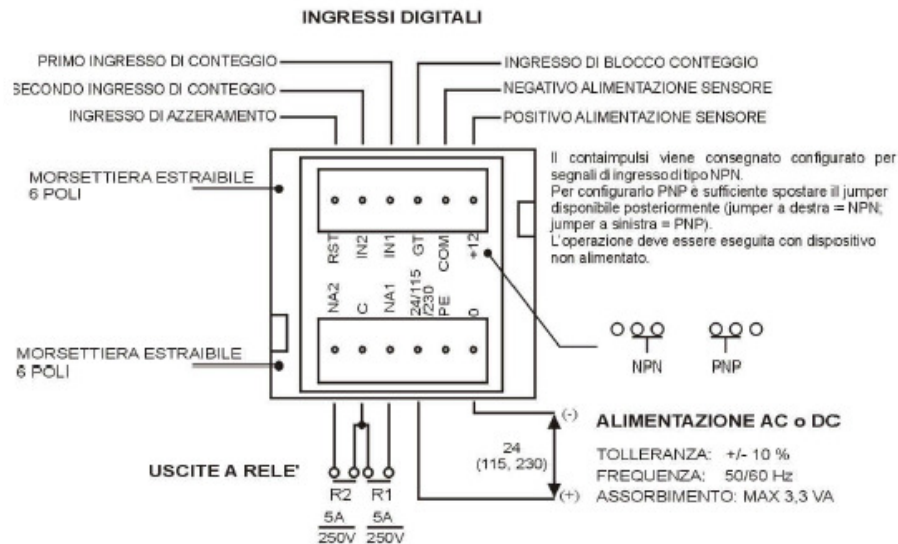 INGRESSI DIGITALI
PRIMO INGRESSO DI CONTEGGIO
SECONDO INGRESSO DI CONTEGGIO
INGRESSO DI AZZERAMENTO
INGRESSO DI BLOCCO CONTEGGIO
NEGATIVO ALIMENTAZIONE SENSORE
POSITIVO ALIMENTAZIONE SENSORE
MORSETTIERA ESTRAIBILE
6 POLI
RST
IN2
IN1
GT
COM
+12
NA2
C
NA1
24/115
/230
PE
0
Il contaimpulsi viene consegnato configurato per
segnali di ingresso di tipo NPN.
Per configurarlo PNP è sufficiente spostare il jumper
disponibile posteriormente (jumper a destra = NPN;
jumper a sinistra = PNP).
L'operazione deve essere eseguita con dispositivo
non alimentato.
NPN
PNP
MORSETTIERA ESTRAIBILE
6 POLI
USCITE A RELE'
R2
R1
5A
250V
5A
250V
24
(115, 230)
(-)
(+)
ALIMENTAZIONE AC o DC
TOLLERANZA: +/- 10 %
FREQUENZA: 50/60 Hz
ASSORBIMENTO: MAX 3,3 VA